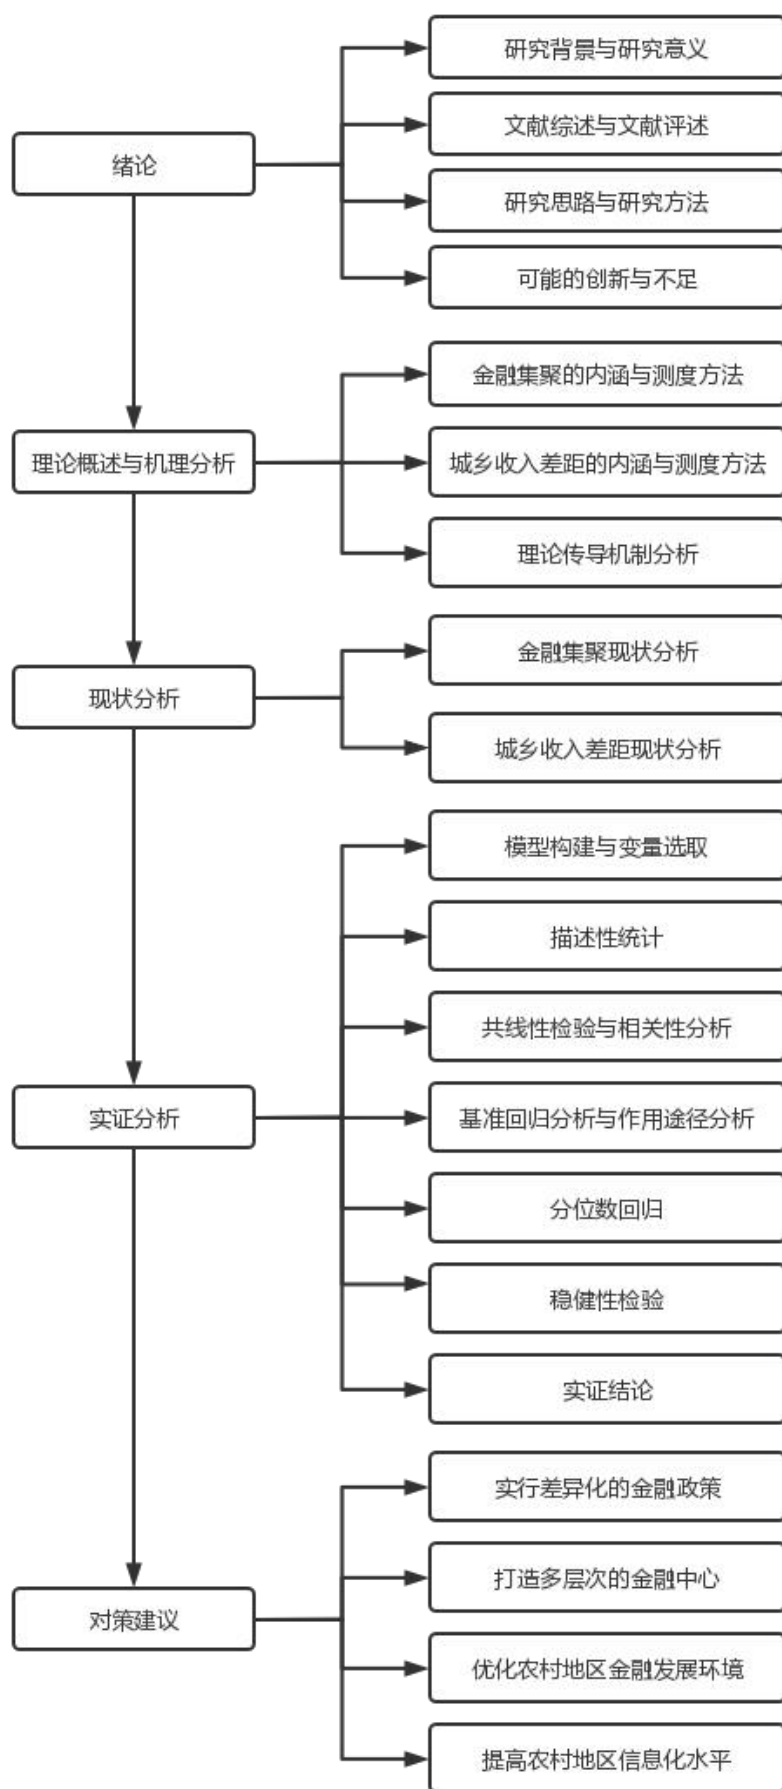 绪论
研究背景与研究意义
文献综述与文献评述
研究思路与研究方法
可能的创新与不足
理论概述与机理分析
金融集聚的内涵与测度方法
城乡收入差距的内涵与测度方法
理论传导机制分析
现状分析
金融集聚现状分析
城乡收入差距现状分析
实证分析
模型构建与变量选取
描述性统计
共线性检验与相关性分析
基准回归分析与作用途径分析
分位数回归
稳健性检验
实证结论
对策建议
实行差异化的金融政策
打造多层次的金融中心
优化农村地区金融发展环境
提高农村地区信息化水平